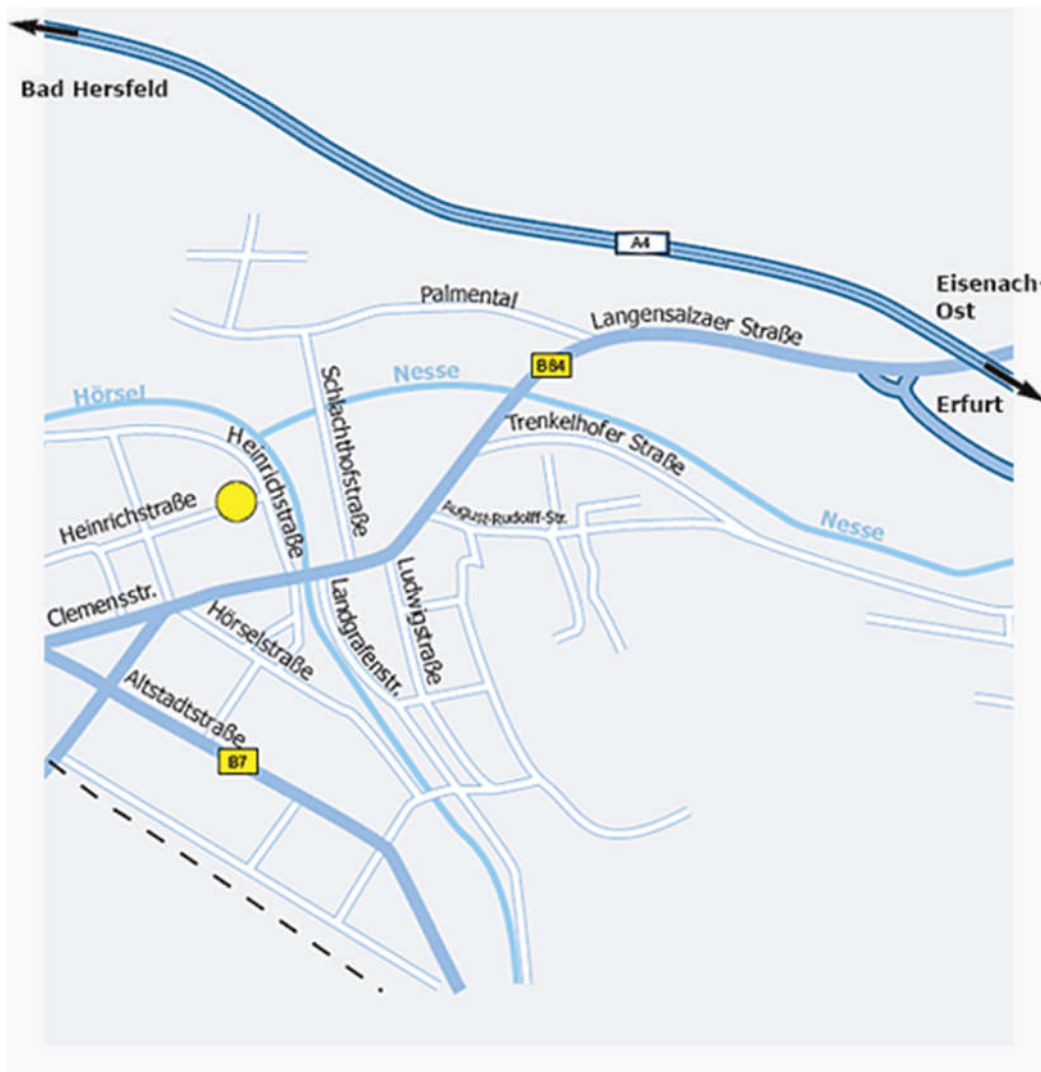 Bad Hersfeld
A4
Eisenach-
Ost
Palmental
Langensalzaer Straße
B84
Nesse
Hörsel
Erfurt
Schlachthofstraße
Trenkelhofer Straße
Heinrichstraße
Heinrichstraße
August-Rudolff-Str.
Nesse
Clemensstr.
Hörselstraße
Landgrafenstr.
Ludwigstraße
Altstadtstraße
B7